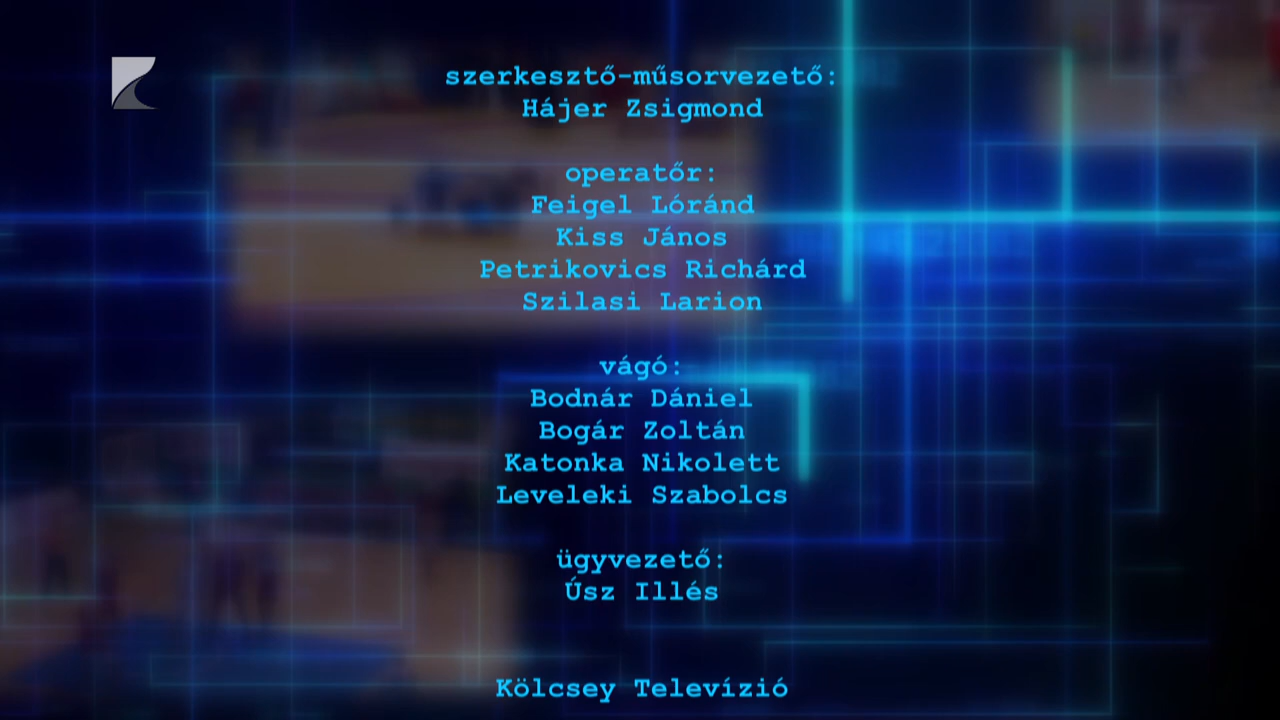 szerkesztő-műsorvezető:
Hájer Zsigmond
operatőr:
Feigel Lóránd
Kiss János
Petrikovics Richárd
Szilasi Larion
vágó:
Bodnár Dániel
Bogár Zoltán
Katonka Nikolett
Leveleki Szabolcs
ügyvezető:
Úsz Illés
Kölcsey Televízió